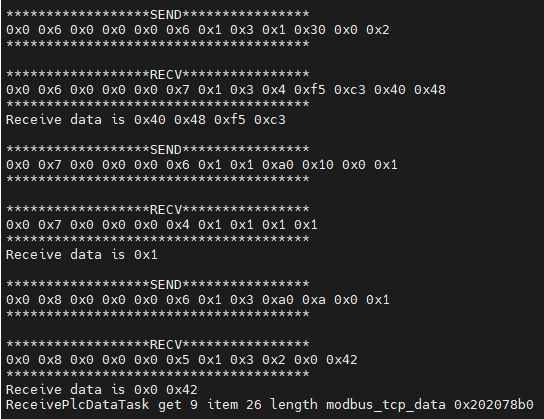 ******************SEND****************
0x0 0x6 0x0 0x0 0x0 0x6 0x1 0x3 0x1 0x30 0x0 0x2
**************************************

******************RECV****************
0x0 0x6 0x0 0x0 0x0 0x7 0x1 0x3 0x4 0xf5 0xc3 0x40 0x48
**************************************
Receive data is 0x40 0x48 0xf5 0xc3

******************SEND****************
0x0 0x7 0x0 0x0 0x0 0x6 0x1 0x1 0xa0 0x10 0x0 0x1
**************************************

******************RECV****************
0x0 0x7 0x0 0x0 0x0 0x4 0x1 0x1 0x1 0x1
**************************************
Receive data is 0x1

******************SEND****************
0x0 0x8 0x0 0x0 0x0 0x6 0x1 0x3 0xa0 0xa 0x0 0x1
**************************************

******************RECV****************
0x0 0x8 0x0 0x0 0x0 0x5 0x1 0x3 0x2 0x0 0x42
**************************************
Receive data is 0x0 0x42
ReceivePlcDataTask get 9 item 26 length modbus_tcp_data 0x202078b0